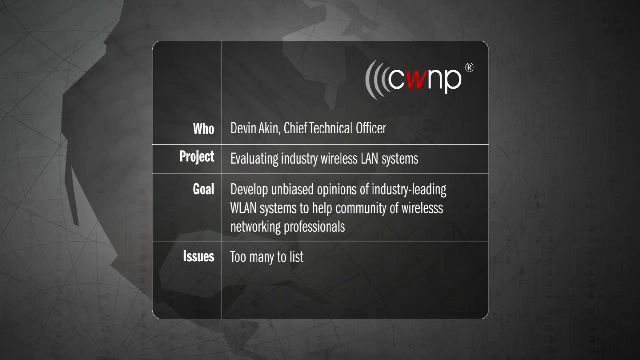 cwnp®
Who Devin Akin, Chief Technical Officer
Project Evaluating industry wireless LAN systems
Goal Develop unbiased opinions of industry-leading
WLAN systems to help community of wirelesss
networking professionals
Issues Too many to list